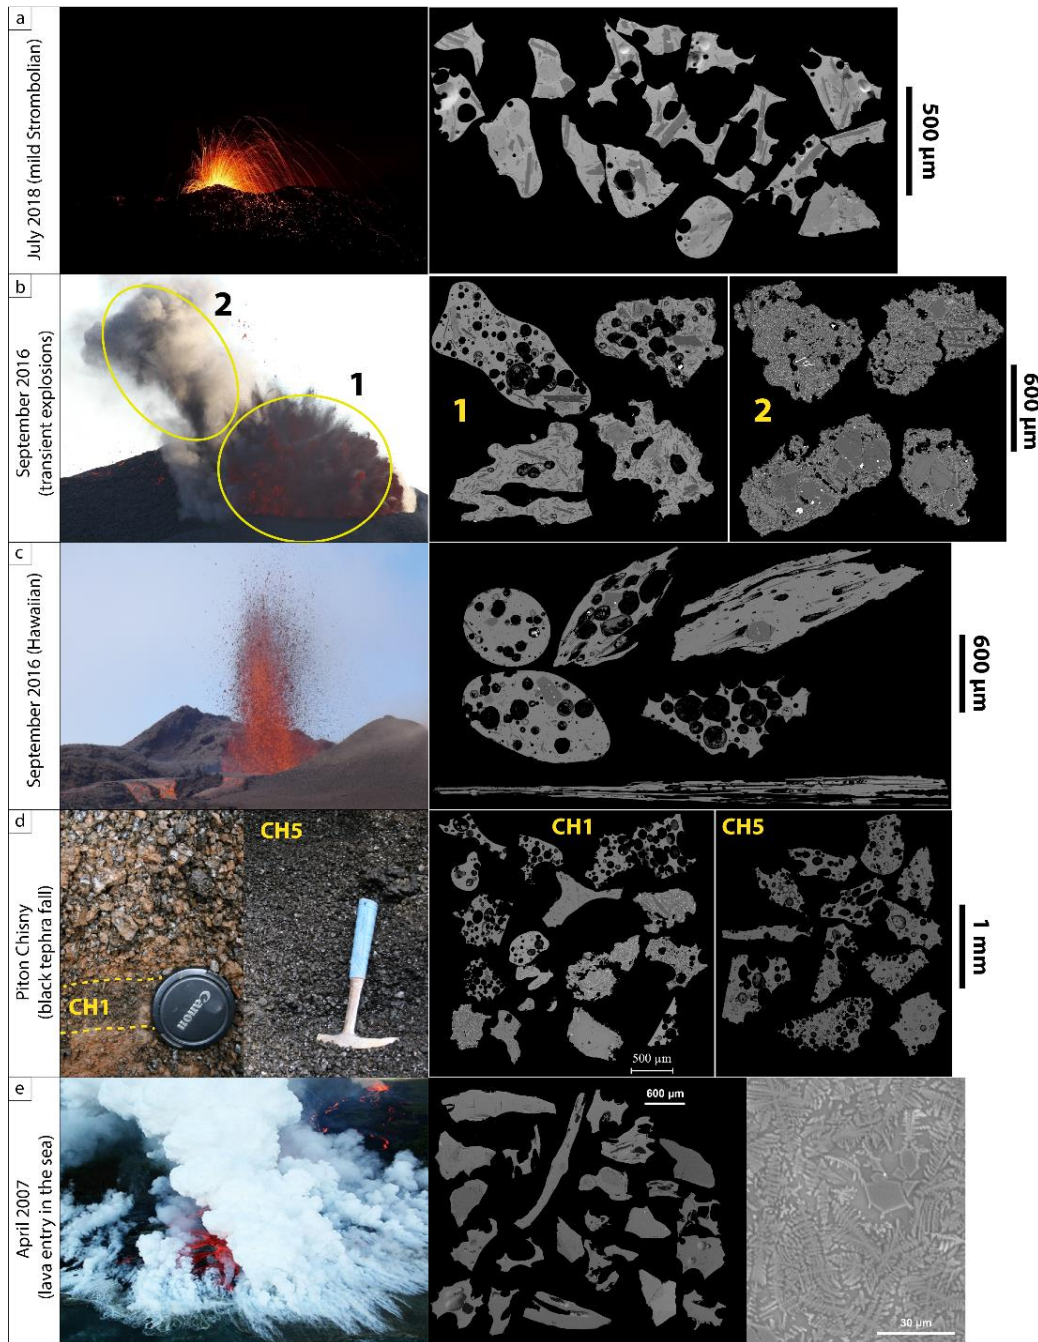 a
July 2018 (mild Strombolian)
500 µm
b
September 2016
(transient explosions)
2
1
1
2
600 µm
c
September 2016 (Hawaiian)
600 µm
d
Piton Chisny
(black tephra fall)
CH1
Canon
CH5
CH1
500 µm
CH5
1 mm
e
April 2007
(lava entry in the sea)
600 µm
30 µm